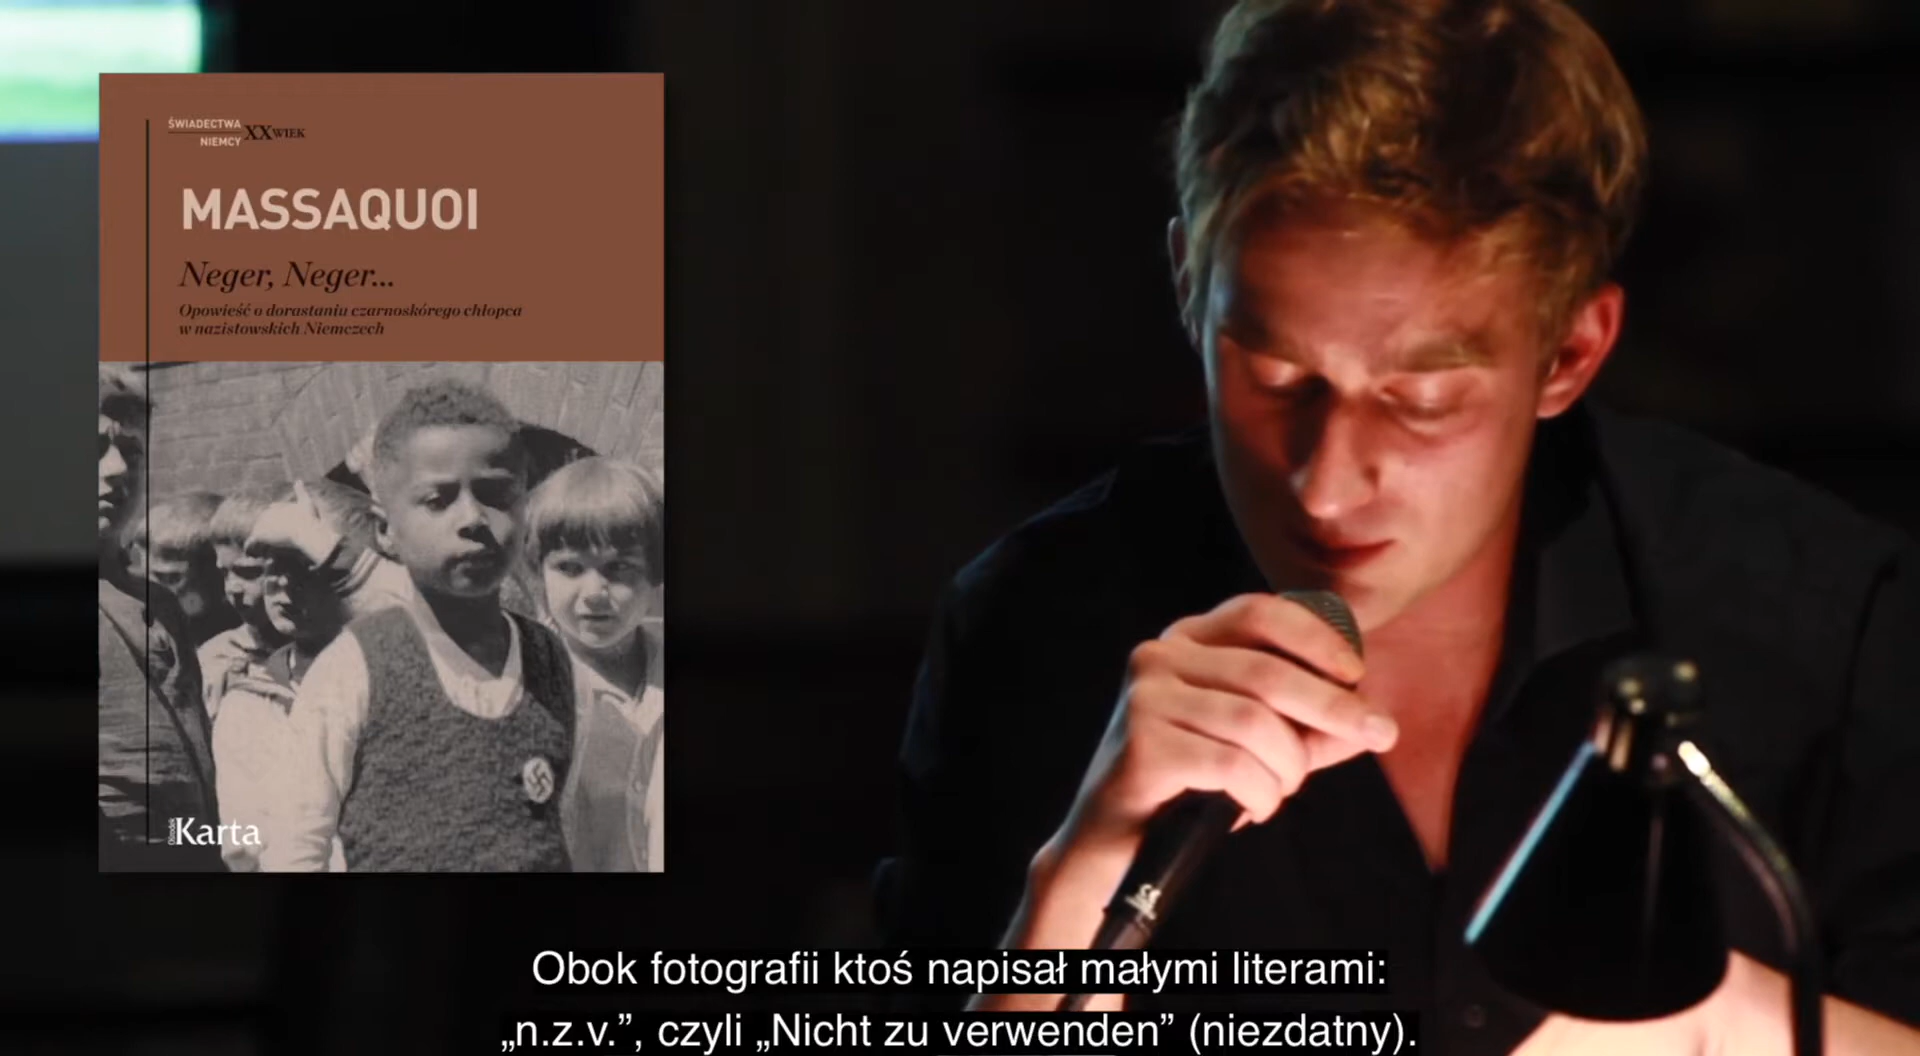 ŚWIADECTWA
NIEMCY
XX WIEK
MASSAQUOI
Neger, Neger...
Opowieść o dorastaniu czarnoskórego chłopca
w nazistowskich Niemczech
Ośrodek
Karta
Obok fotografii ktoś napisał małymi literami:
„n.z.v.”, czyli „Nicht zu verwenden” (niezdatny).